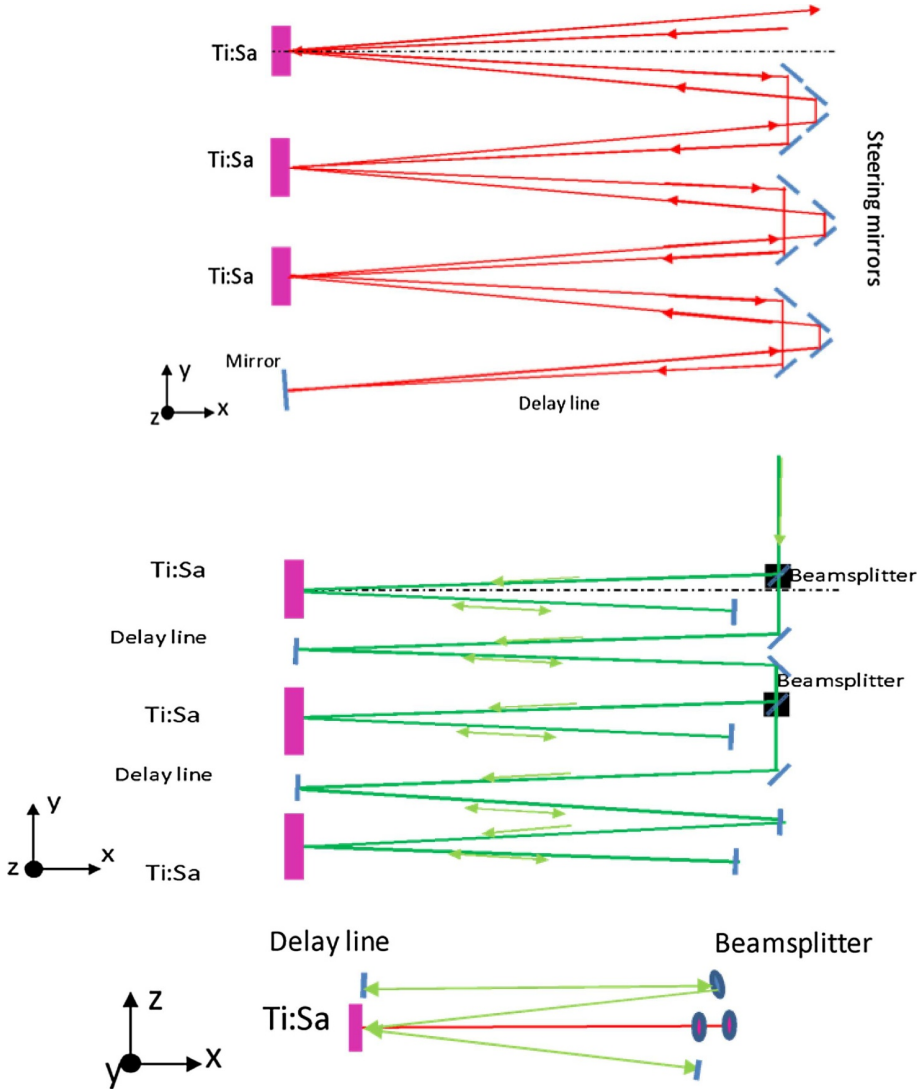 Ti:Sa
Ti:Sa
Steering mirrors
Ti:Sa
Mirror
y
z
x
Delay line
Ti:Sa
Beamsplitter
Delay line
Beamsplitter
Ti:Sa
Delay line
y
z
x
Ti:Sa
Delay line
Beamsplitter
z
Ti:Sa
y
x